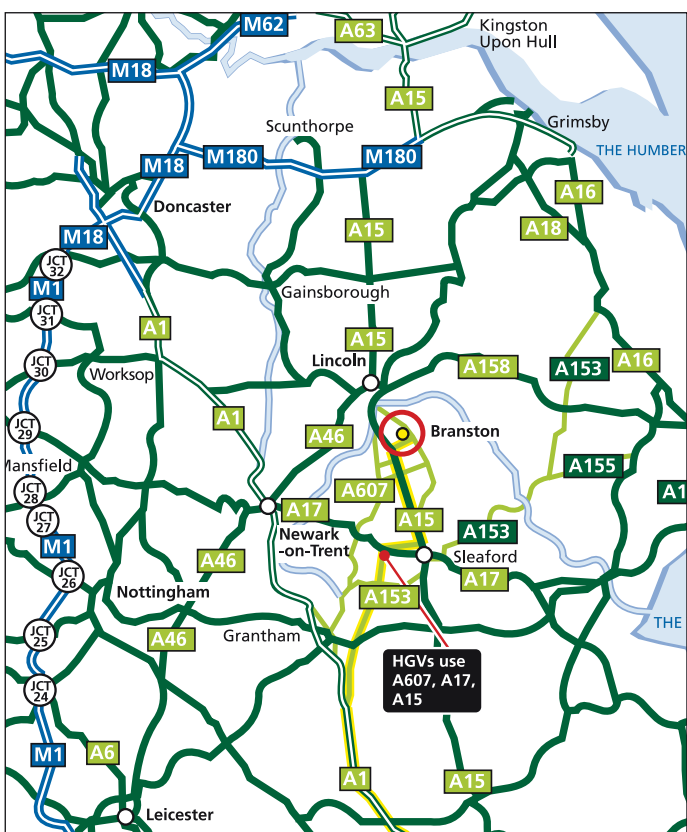 M62
A63
Kingston
Upon Hull
M18
A15
Scunthorpe
Grimsby
M180
M180
THE HUMBER
M18
A16
Doncaster
A15
A18
M18
JCT
32
M1
Gainsborough
JCT
31
A1
A15
Lincoln
JCT
30
Worksop
A158
A153
A16
A1
JCT
29
A46
Branston
Mansfield
A155
JCT
28
A607
A1
A17
JCT
27
A15
A153
Newark
-on-Trent
M1
Sleaford
A46
JCT
26
A17
Nottingham
A153
THE
JCT
25
A46
Grantham
HGVs use
A607, A17,
A15
JCT
24
M1
A6
A1
A15
Leicester